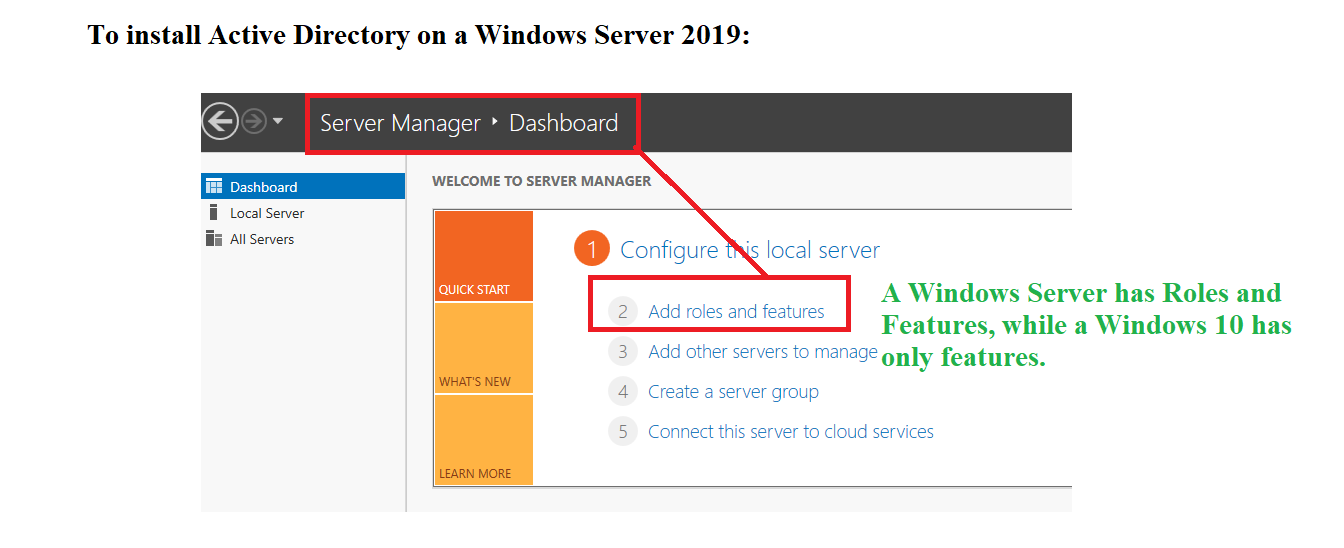 To install Active Directory on a Windows Server 2019:
Server Manager ‣ Dashboard
Dashboard
Local Server
All Servers
WELCOME TO SERVER MANAGER
QUICK START
WHAT'S NEW
LEARN MORE
1 Configure this local server
2 Add roles and features
3 Add other servers to manage
4 Create a server group
5 Connect this server to cloud services
A Windows Server has Roles and
Features, while a Windows 10 has
only features.